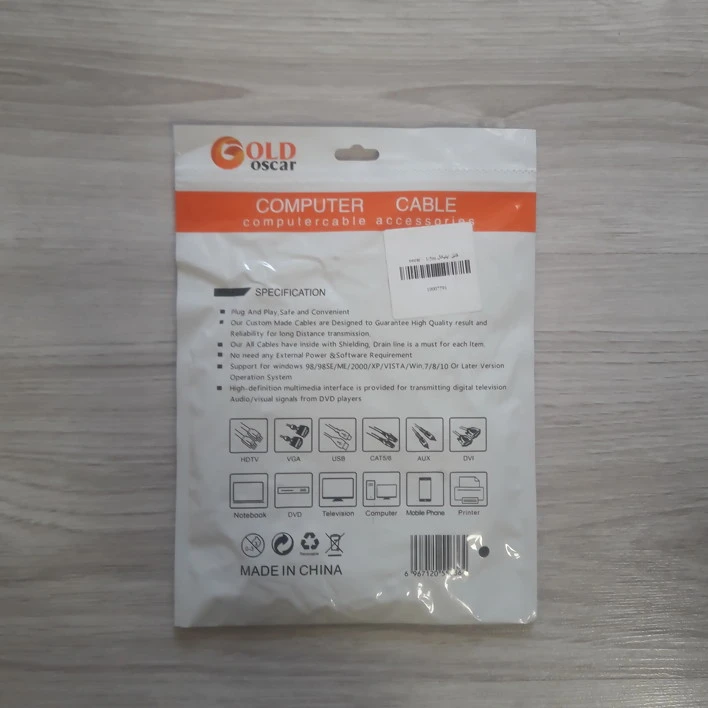 GOLD
oscar
COMPUTER CABLE
computercable accessories
SPECIFICATION
Plug And Play, Safe and Convenient
Our Custom Made Cables are Designed to Guarantee High Quality result and
Reliability for long Distance transmission.
Our All Cables have inside with Shielding, Drain line is a must for each item.
No need any External Power &Software Requirement
Support for windows 98/98SE/ME/2000/XP/VISTA/Win,7/8/10 Or Later Version
Operation System
High-definition multimedia interface is provided for transmitting digital television
Audio/visual signals from DVD players
HDTV VGA USB CAT5/6 AUX DVI
Notebook DVD Television Computer Mobile Phone Printer
0-3
Recyclable
MADE IN CHINA
6 967120